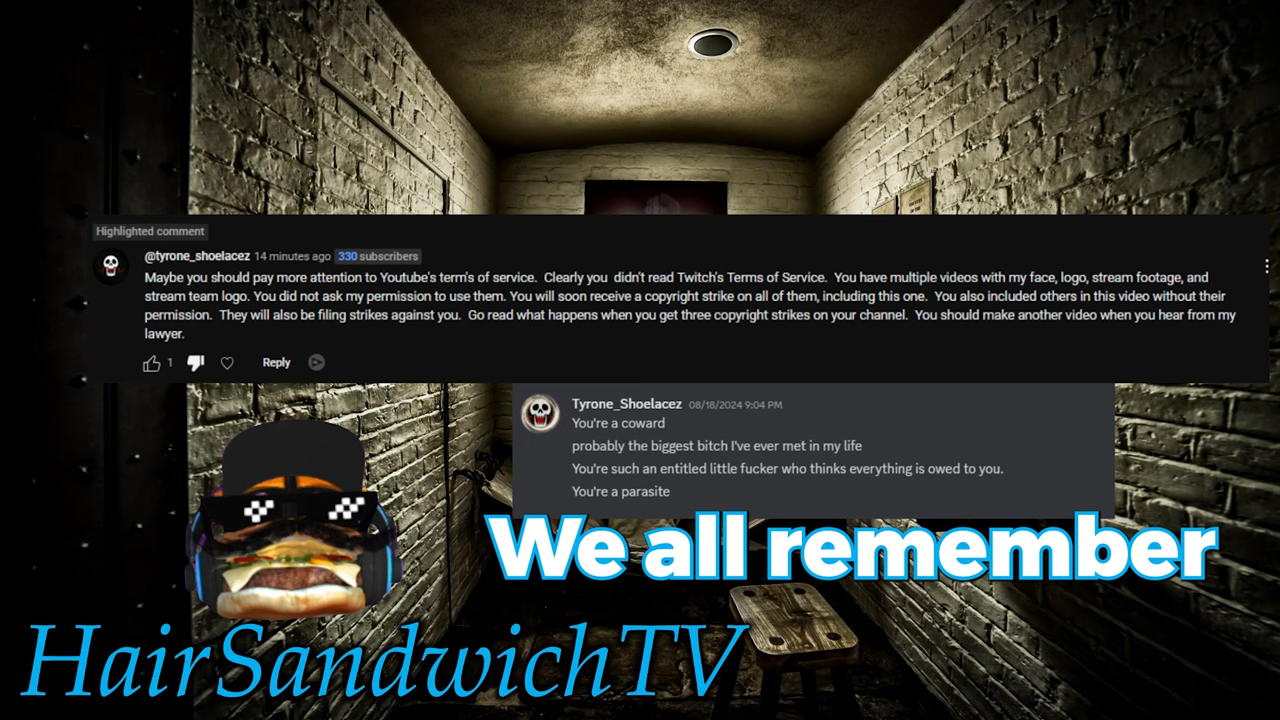 Highlighted comment
@tyrone_shoelacez 14 minutes ago 330 subscribers
Maybe you should pay more attention to Youtube's term's of service. Clearly you didn't read Twitch's Terms of Service. You have multiple videos with my face, logo, stream footage, and
stream team logo. You did not ask my permission to use them. You will soon receive a copyright strike on all of them, including this one. You also included others in this video without their
permission. They will also be filing strikes against you. Go read what happens when you get three copyright strikes on your channel. You should make another video when you hear from my
lawyer.
1 Reply
Tyrone_Shoelacez 08/18/2024 9:04 PM
You're a coward
probably the biggest bitch I've ever met in my life
You're such an entitled little fucker who thinks everything is owed to you.
You're a parasite
We all remember
HairSandwichTV